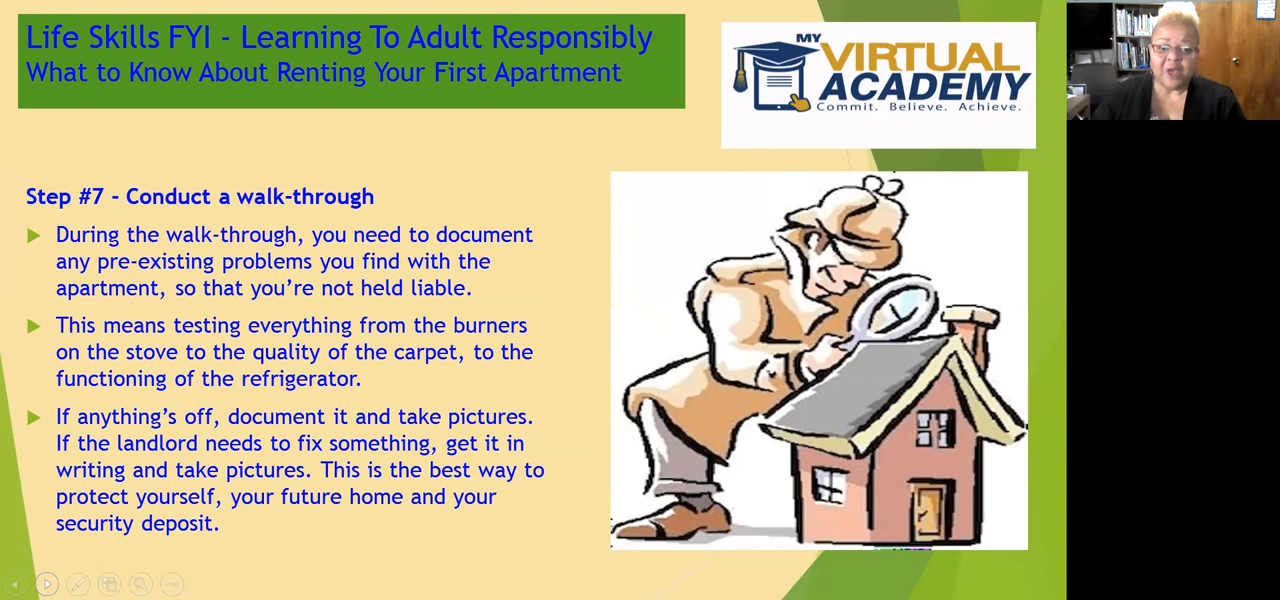 Life Skills FYI - Learning To Adult Responsibly
What to Know About Renting Your First Apartment
MY
VIRTUAL
ACADEMY
Commit. Believe. Achieve.
Step #7 - Conduct a walk-through
During the walk-through, you need to document
any pre-existing problems you find with the
apartment, so that you’re not held liable.
This means testing everything from the burners
on the stove to the quality of the carpet, to the
functioning of the refrigerator.
If anything’s off, document it and take pictures.
If the landlord needs to fix something, get it in
writing and take pictures. This is the best way to
protect yourself, your future home and your
security deposit.